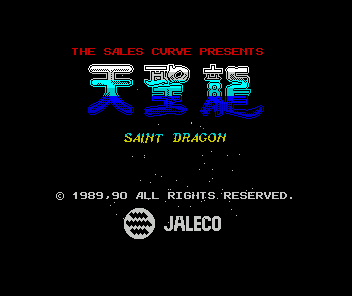 THE SALES CURVE PRESENTS
天聖龍
SAINT DRAGON
© 1989,90 ALL RIGHTS RESERVED.
JALECO